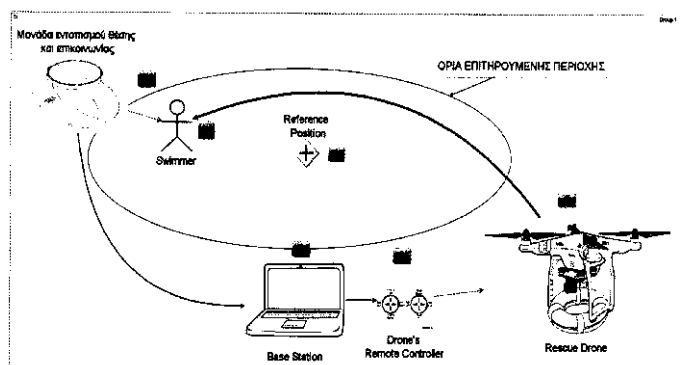 Μονάδα εντοπισμού θέσης
και επικοινωνίας
ΟΡΙΑ ΕΠΙΤΗΡΟΥΜΕΝΗΣ ΠΕΡΙΟΧΗΣ
Swimmer
Reference
Position
Base Station
Drone's
Remote Controller
Rescue Drone